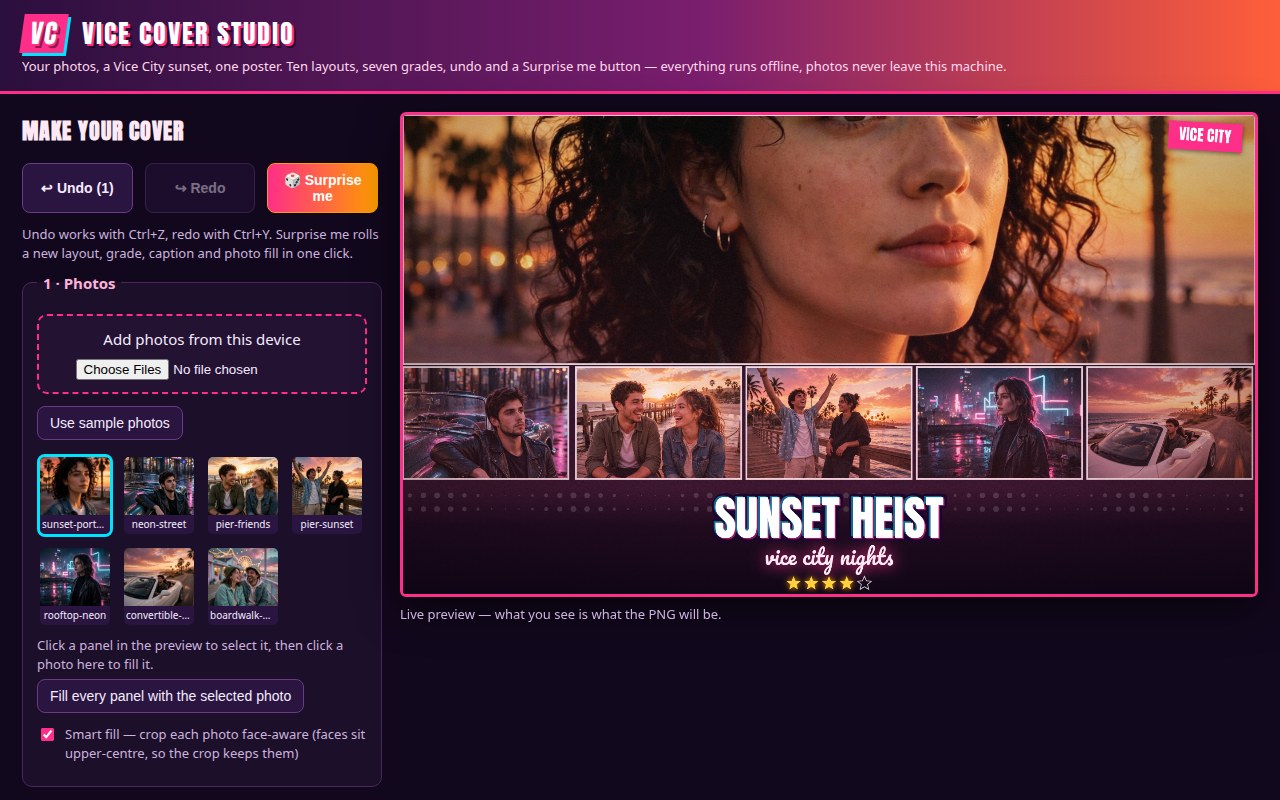 VC VICE COVER STUDIO
Your photos, a Vice City sunset, one poster. Ten layouts, seven grades, undo and a Surprise me button — everything runs offline, photos never leave this machine.
MAKE YOUR COVER
↩ Undo (1)
↪ Redo
🎲 Surprise
me
Undo works with Ctrl+Z, redo with Ctrl+Y. Surprise me rolls
a new layout, grade, caption and photo fill in one click.
1 · Photos
Add photos from this device
Choose Files No file chosen
Use sample photos
sunset-port...
neon-street
pier-friends
pier-sunset
rooftop-neon
convertible-...
boardwalk-...
Click a panel in the preview to select it, then click a
photo here to fill it.
Fill every panel with the selected photo
Smart fill — crop each photo face-aware (faces sit
upper-centre, so the crop keeps them)
VICE CITY
SUNSET HEIST
vice city nights
★★★★☆
Live preview — what you see is what the PNG will be.